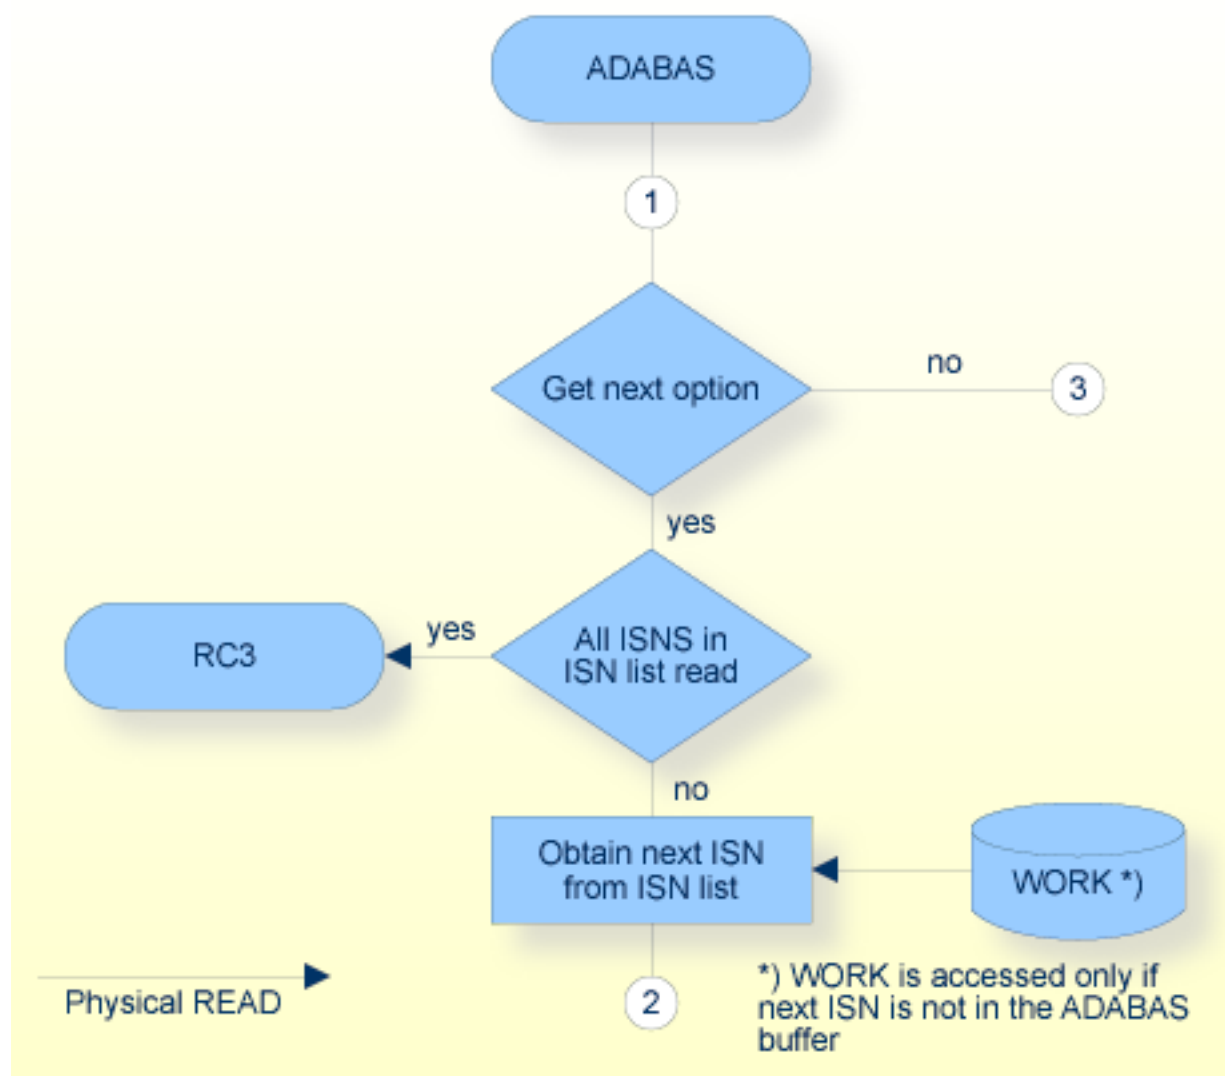 ADABAS
1
Get next option
no
3
yes
All ISNS in
ISN list read
yes
RC3
no
Obtain next ISN
from ISN list
WORK *)
Physical READ
2
*) WORK is accessed only if
next ISN is not in the ADABAS
buffer